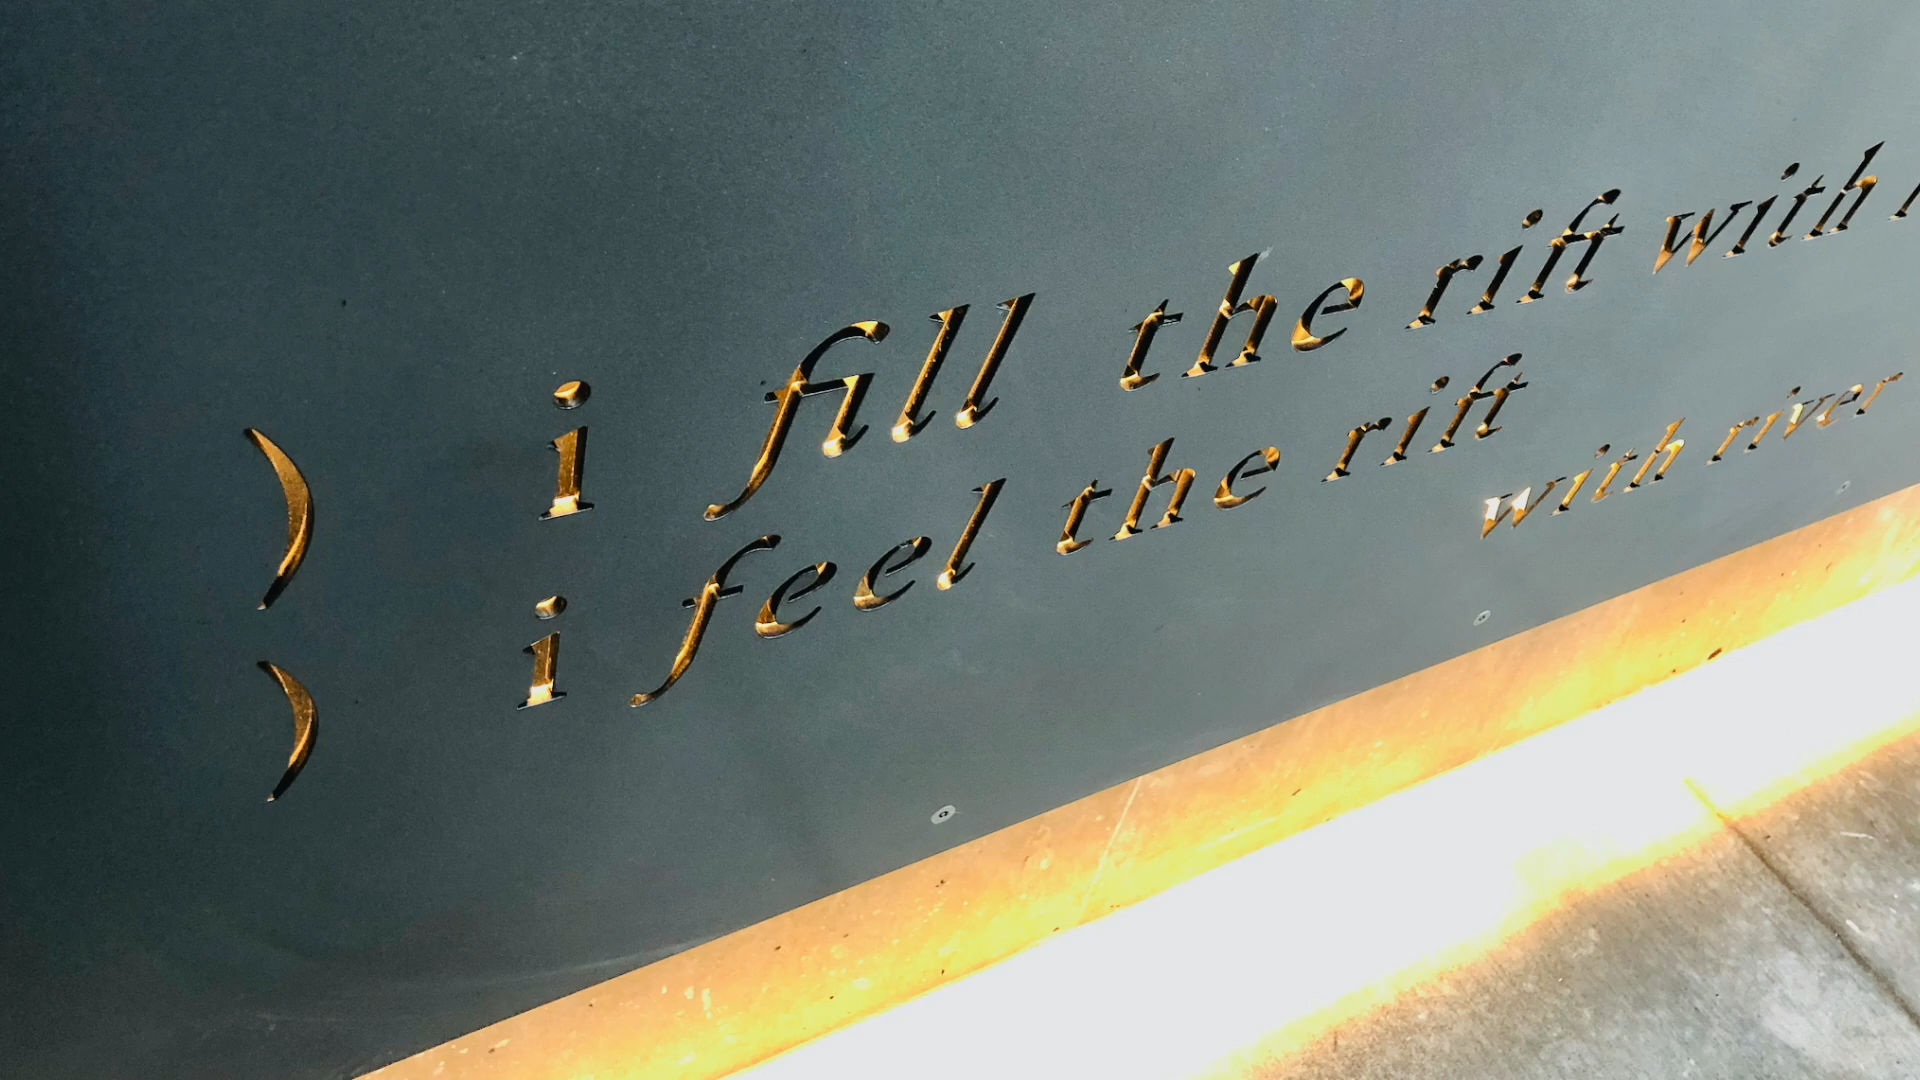 ) i fill the rift with
) i feel the rift
with river